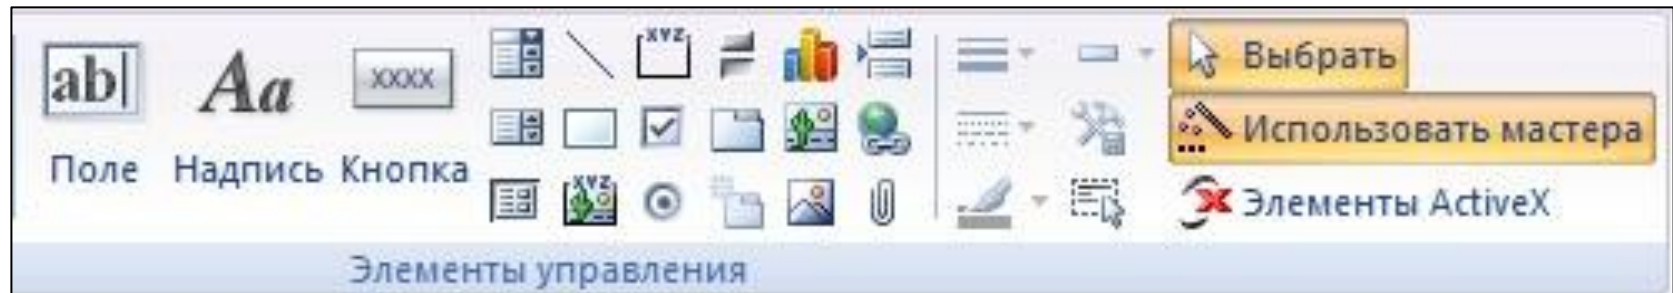 ab
Aa
XXXX
XYZ
XYZ
Поле
Надпись
Кнопка
Выбрать
Использовать мастера
Элементы ActiveX
Элементы управления